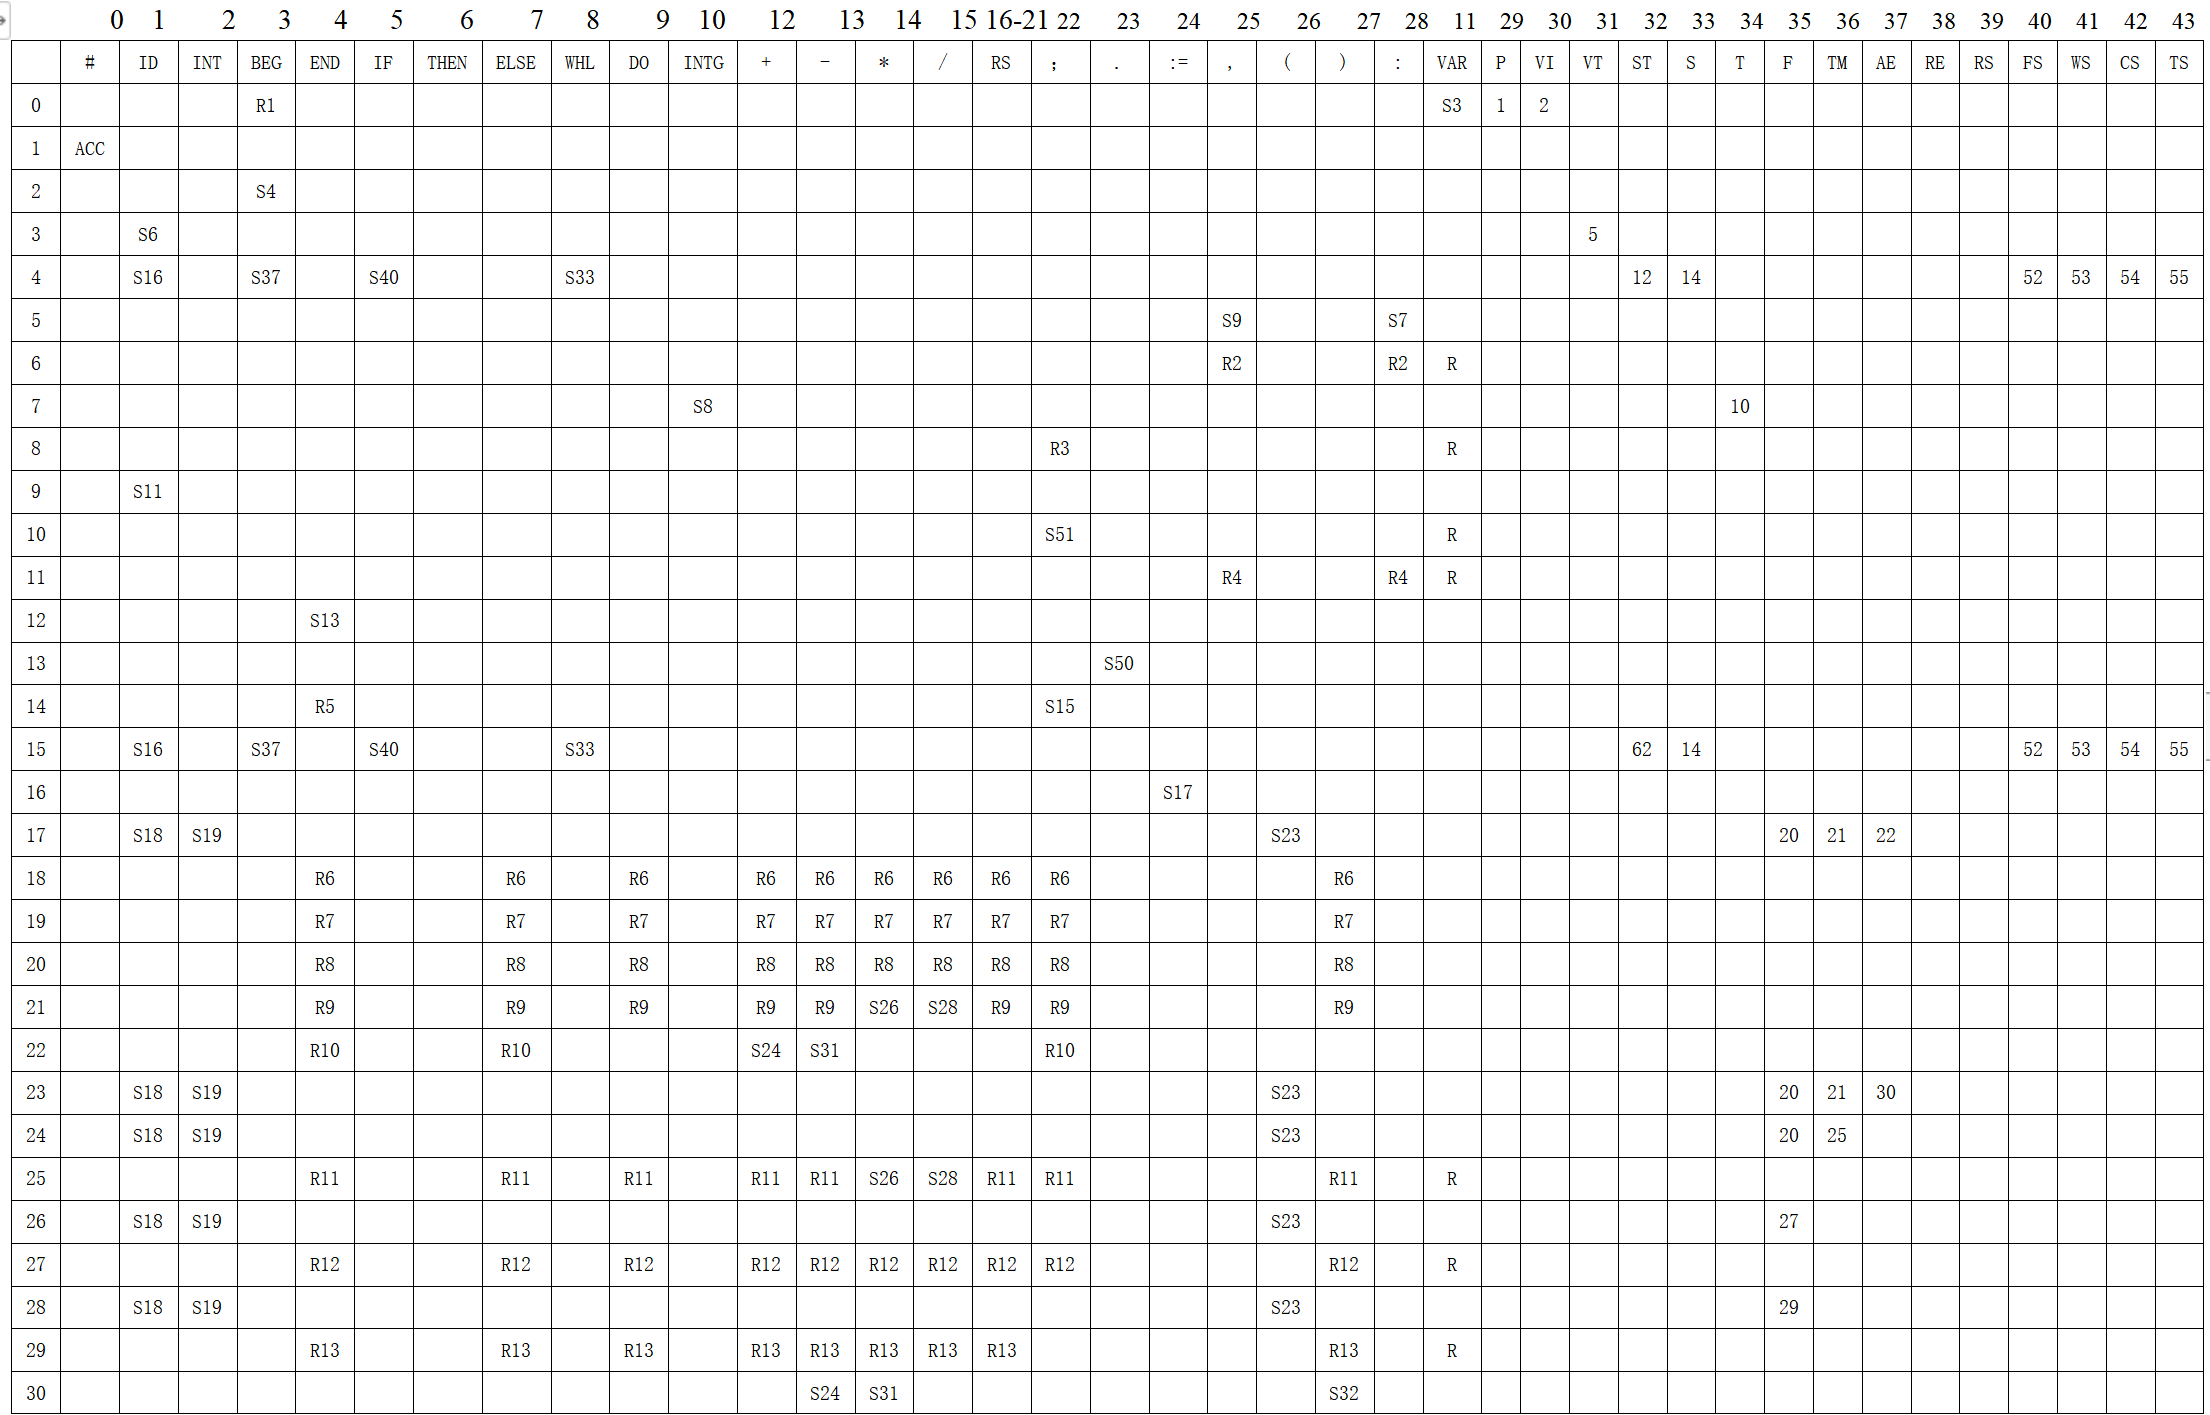 0 1 2 3 4 5 6 7 8 9 10 12 13 14 15 16-21 22 23 24 25 26 27 28 11 29 30 31 32 33 34 35 36 37 38 39 40 41 42 43
# ID INT BEG END IF THEN ELSE WHL DO INTG + - * / RS ; . := , ( ) : VAR P VI VT ST S T F TM AE RE RS FS WS CS TS
0 R1 S3 1 2
1 ACC
2 S4
3 S6 5
4 S16 S37 S40 S33 12 14 52 53 54 55
5 S9 S7
6 R2 R2 R
7 S8 10
8 R3 R
9 S11
10 S51 R
11 R4 R4 R
12 S13
13 S50
14 R5 S15
15 S16 S37 S40 S33 62 14 52 53 54 55
16 S17
17 S18 S19 S23 20 21 22
18 R6 R6 R6 R6 R6 R6 R6 R6 R6 R6
19 R7 R7 R7 R7 R7 R7 R7 R7 R7 R7
20 R8 R8 R8 R8 R8 R8 R8 R8 R8 R8
21 R9 R9 R9 R9 R9 S26 S28 R9 R9 R9
22 R10 R10 S24 S31 R10
23 S18 S19 S23 20 21 30
24 S18 S19 S23 20 25
25 R11 R11 R11 R11 R11 S26 S28 R11 R11 R11 R
26 S18 S19 S23 27
27 R12 R12 R12 R12 R12 R12 R12 R12 R12 R12 R
28 S18 S19 S23 29
29 R13 R13 R13 R13 R13 R13 R13 R13 R13 R
30 S24 S31 S32